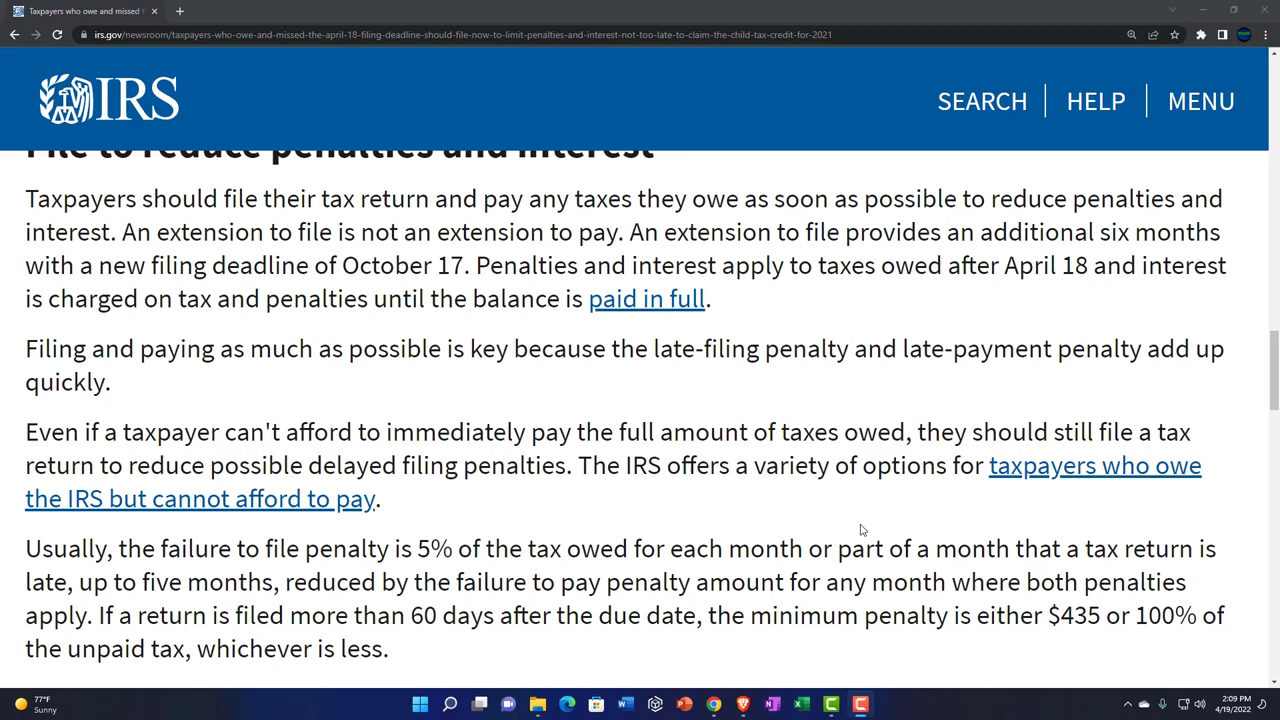 Taxpayers who owe and missed t
irs.gov/newsroom/taxpayers-who-owe-and-missed-the-april-18-filing-deadline-should-file-now-to-limit-penalties-and-interest-not-too-late-to-claim-the-child-tax-credit-for-2021
IRS
SEARCH
HELP
MENU
File to reduce penalties and interest
Taxpayers should file their tax return and pay any taxes they owe as soon as possible to reduce penalties and
interest. An extension to file is not an extension to pay. An extension to file provides an additional six months
with a new filing deadline of October 17. Penalties and interest apply to taxes owed after April 18 and interest
is charged on tax and penalties until the balance is paid in full.
Filing and paying as much as possible is key because the late-filing penalty and late-payment penalty add up
quickly.
Even if a taxpayer can't afford to immediately pay the full amount of taxes owed, they should still file a tax
return to reduce possible delayed filing penalties. The IRS offers a variety of options for taxpayers who owe
the IRS but cannot afford to pay.
Usually, the failure to file penalty is 5% of the tax owed for each month or part of a month that a tax return is
late, up to five months, reduced by the failure to pay penalty amount for any month where both penalties
apply. If a return is filed more than 60 days after the due date, the minimum penalty is either $435 or 100% of
the unpaid tax, whichever is less.
77°F
Sunny
2:09 PM
4/19/2022